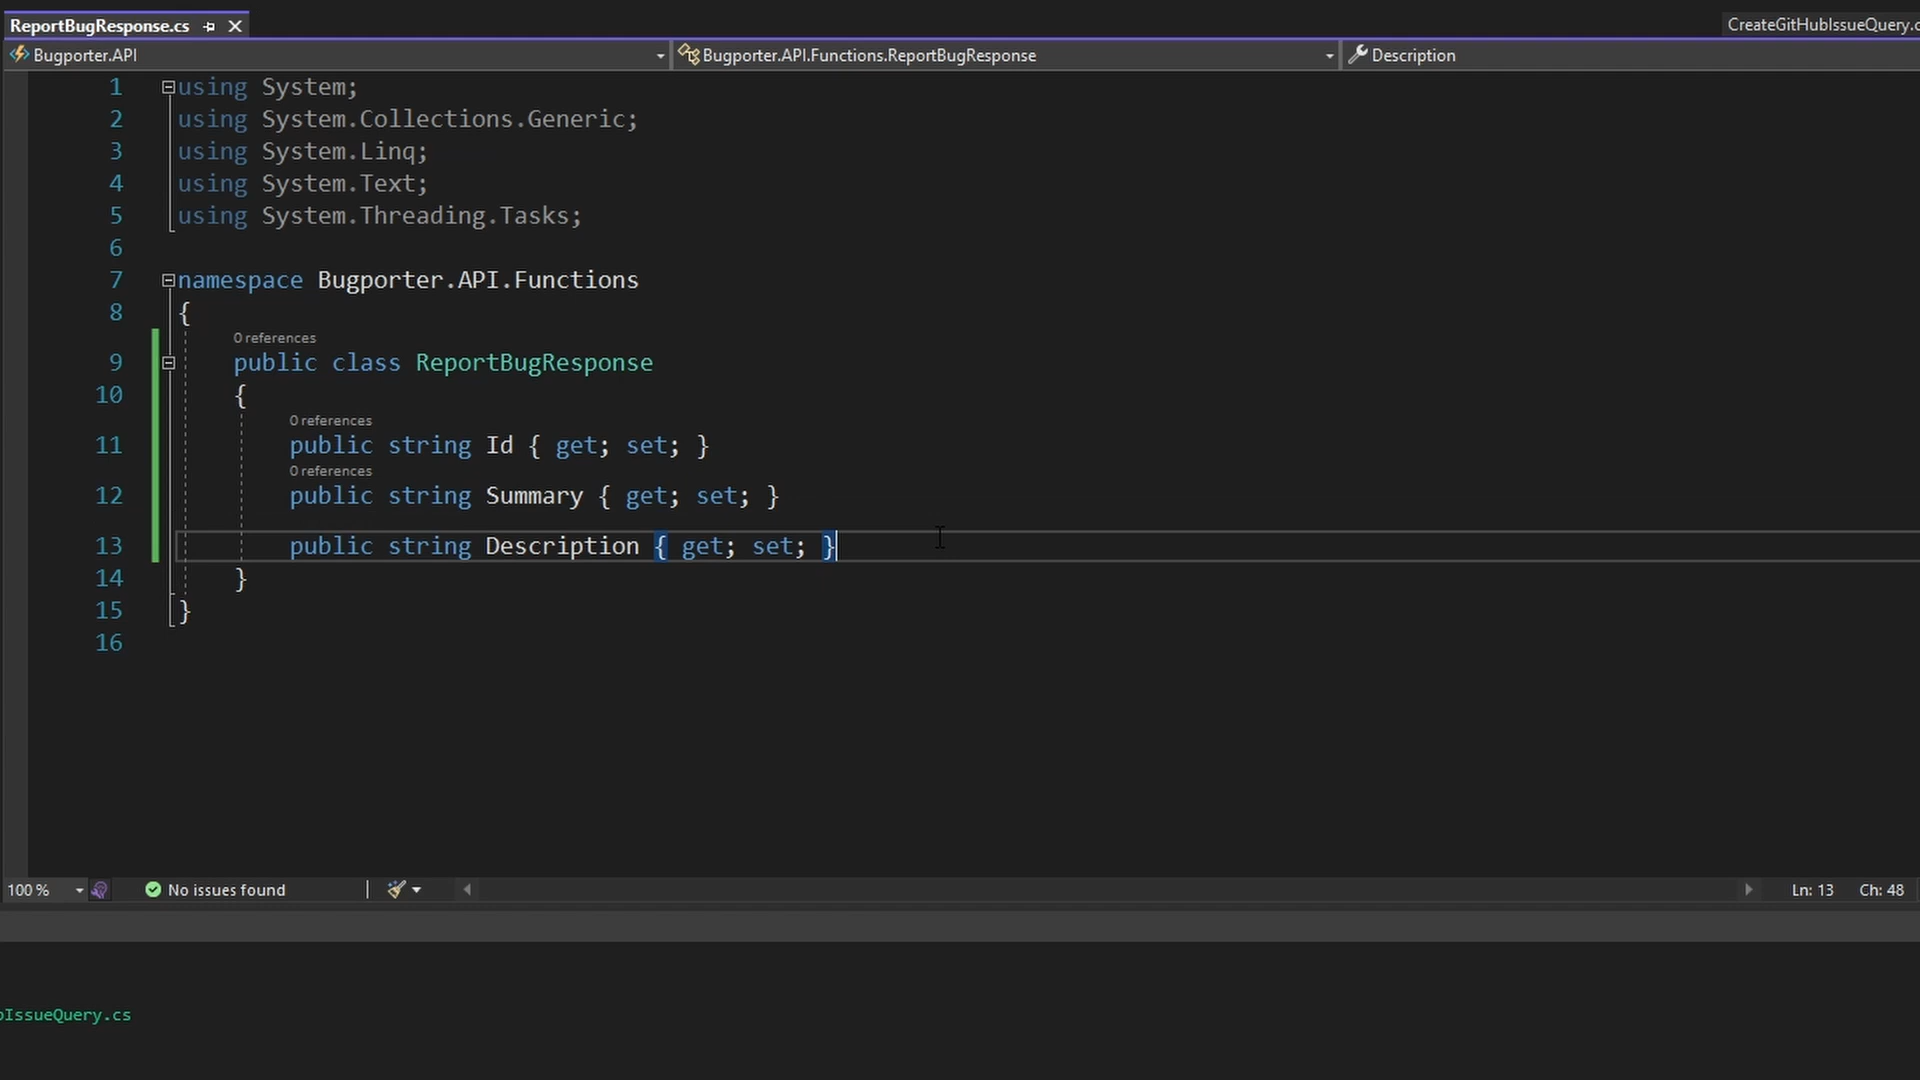 ReportBugResponse.cs
CreateGitHubIssueQuery.c
Bugporter.API
Bugporter.API.Functions.ReportBugResponse
Description
1 using System;
2 using System.Collections.Generic;
3 using System.Linq;
4 using System.Text;
5 using System.Threading.Tasks;
6
7 namespace Bugporter.API.Functions
8 {
0 references
9 public class ReportBugResponse
10 {
0 references
11 public string Id { get; set; }
0 references
12 public string Summary { get; set; }
13 public string Description { get; set; }
14 }
15 }
16
100 %
No issues found
Ln: 13 Ch: 48
bIssueQuery.cs